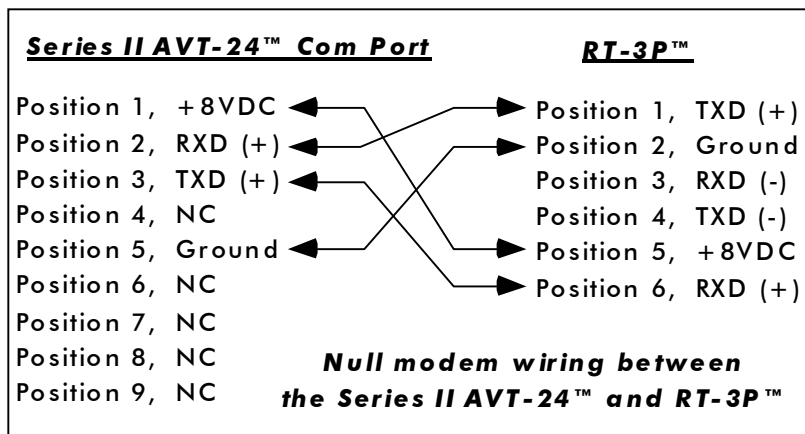 Series II AVT-24™ Com Port
Position 1, +8VDC
Position 2, RXD (+)
Position 3, TXD (+)
Position 4, NC
Position 5, Ground
Position 6, NC
Position 7, NC
Position 8, NC
Position 9, NC
RT-3P™
Position 1, TXD (+)
Position 2, Ground
Position 3, RXD (-)
Position 4, TXD (-)
Position 5, +8VDC
Position 6, RXD (+)
Null modem wiring between
the Series II AVT-24™ and RT-3P™